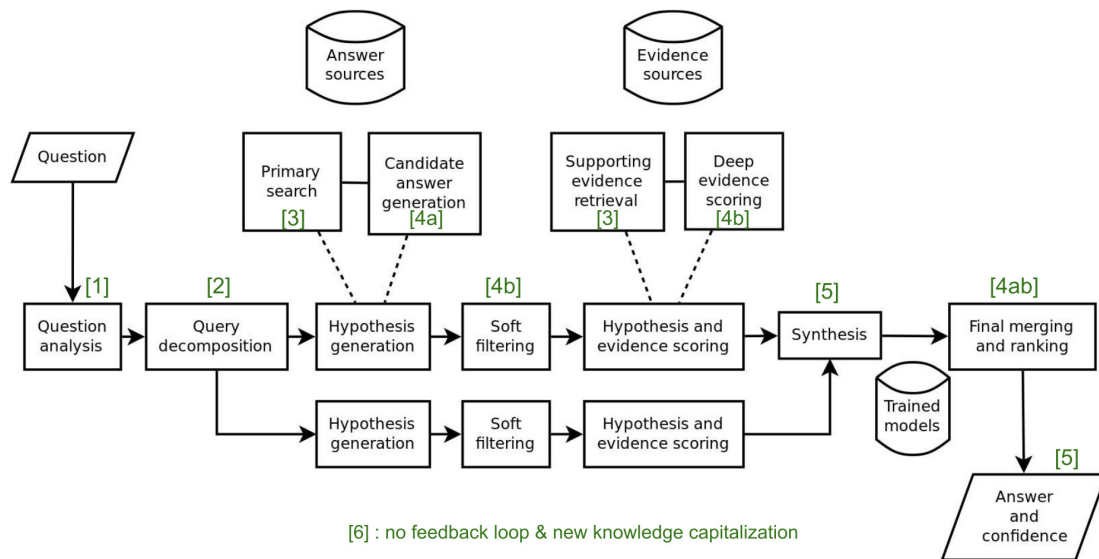 Answer
sources
Evidence
sources
Question
Primary
search
[3]
Candidate
answer
generation
[4a]
Supporting
evidence
retrieval
[3]
Deep
evidence
scoring
[4b]
[1]
Question
analysis
[2]
Query
decomposition
Hypothesis
generation
[4b]
Soft
filtering
Hypothesis and
evidence scoring
[5]
Synthesis
[4ab]
Final merging
and ranking
Hypothesis
generation
Soft
filtering
Hypothesis and
evidence scoring
Trained
models
[5]
Answer
and
confidence
[6] : no feedback loop & new knowledge capitalization